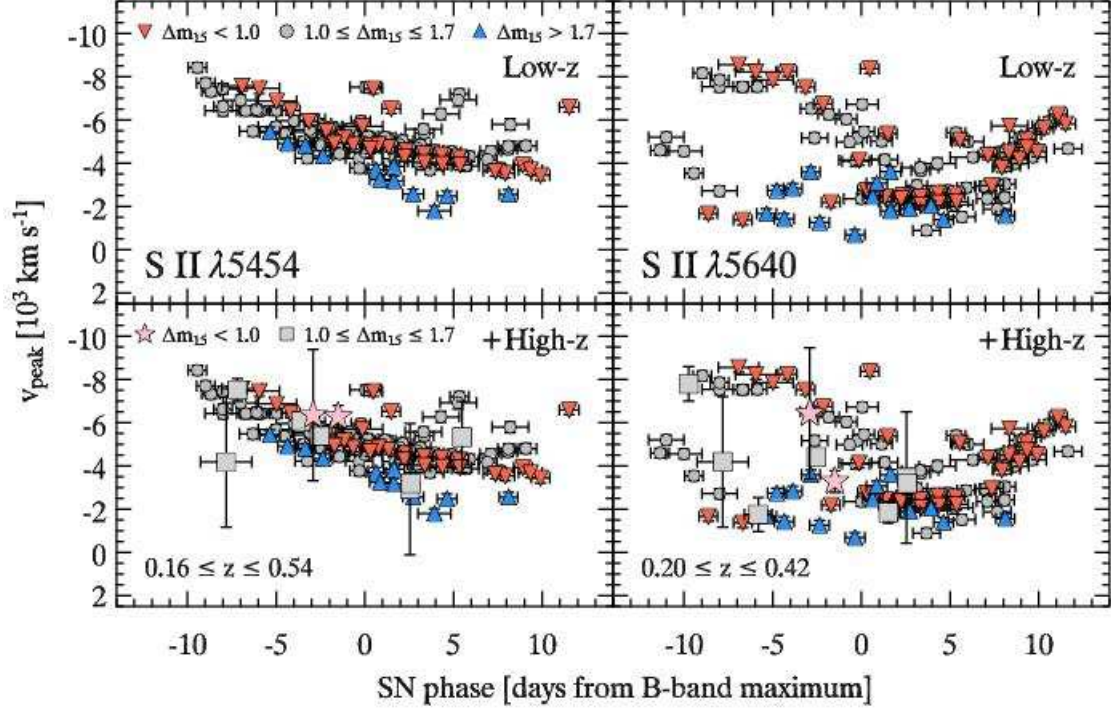 Δm₁₅ < 1.0 1.0 ≤ Δm₁₅ ≤ 1.7 Δm₁₅ > 1.7
Low-z
Low-z
-10
-8
-6
-4
-2
0
2
S II λ5454
S II λ5640
Δm₁₅ < 1.0 1.0 ≤ Δm₁₅ ≤ 1.7
+High-z
+High-z
-10
-8
-6
-4
-2
0
2
0.16 ≤ z ≤ 0.54
0.20 ≤ z ≤ 0.42
v_peak [10³ km s⁻¹]
-10 -5 0 5 10 -10 -5 0 5 10
SN phase [days from B-band maximum]